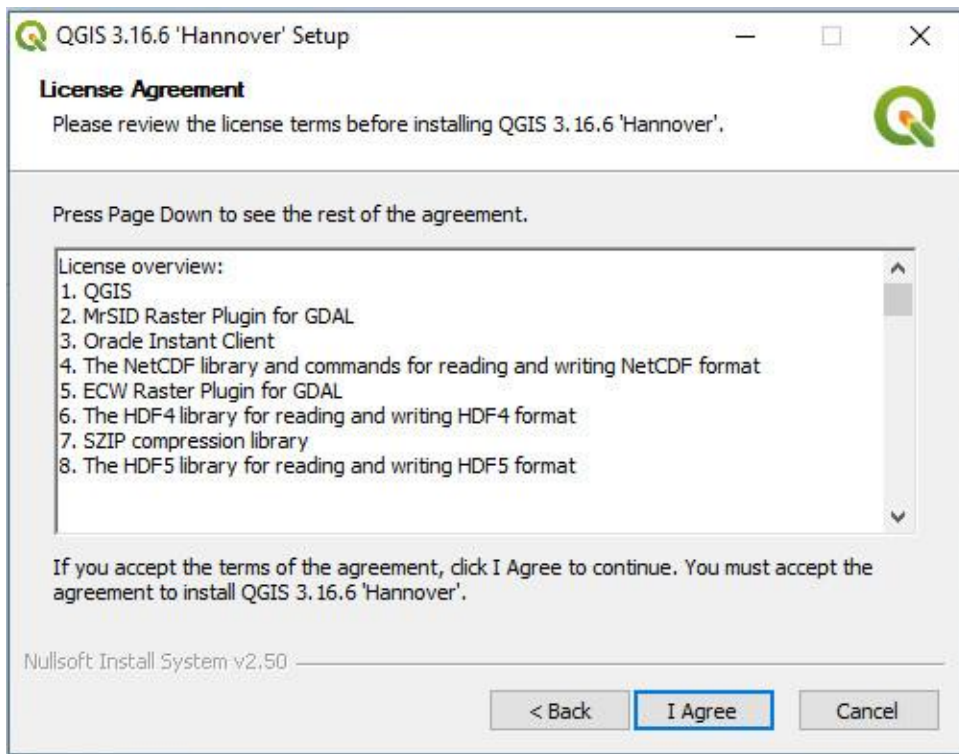 QGIS 3.16.6 'Hannover' Setup
License Agreement
Please review the license terms before installing QGIS 3.16.6 'Hannover'.
Press Page Down to see the rest of the agreement.
License overview:
1. QGIS
2. MrSID Raster Plugin for GDAL
3. Oracle Instant Client
4. The NetCDF library and commands for reading and writing NetCDF format
5. ECW Raster Plugin for GDAL
6. The HDF4 library for reading and writing HDF4 format
7. SZIP compression library
8. The HDF5 library for reading and writing HDF5 format
If you accept the terms of the agreement, click I Agree to continue. You must accept the
agreement to install QGIS 3.16.6 'Hannover'.
Nullsoft Install System v2.50
< Back I Agree Cancel